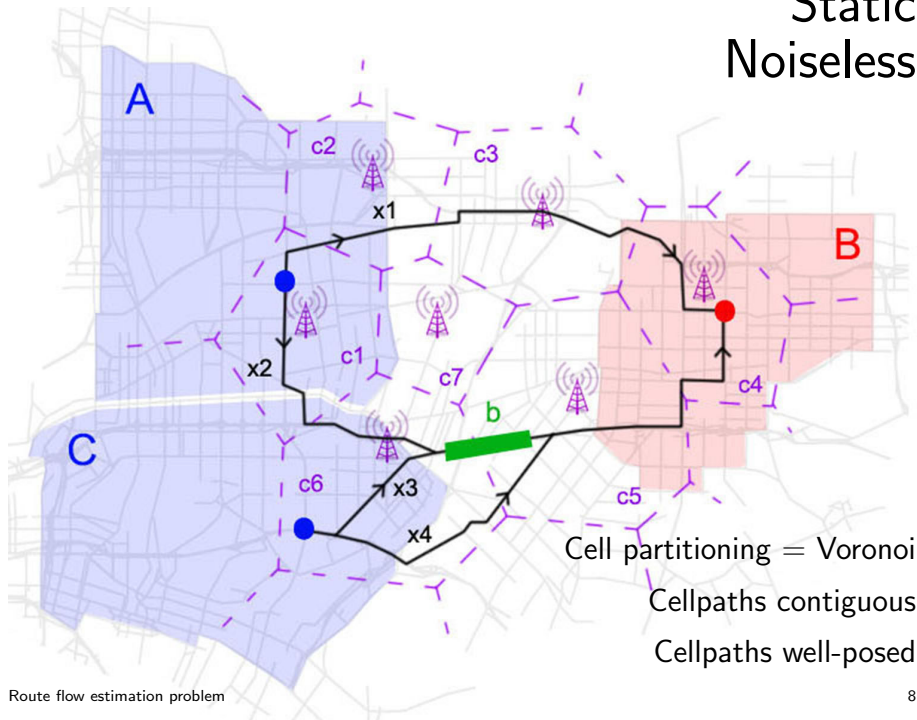 Static
Noiseless
A
c2
c3
x1
B
c1
x2
c7
c4
b
C
c6
x3
c5
x4
Cell partitioning = Voronoi
Cellpaths contiguous
Cellpaths well-posed
Route flow estimation problem
8